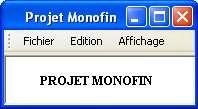 Projet Monofin
Fichier Edition Affichage
PROJET MONOFIN